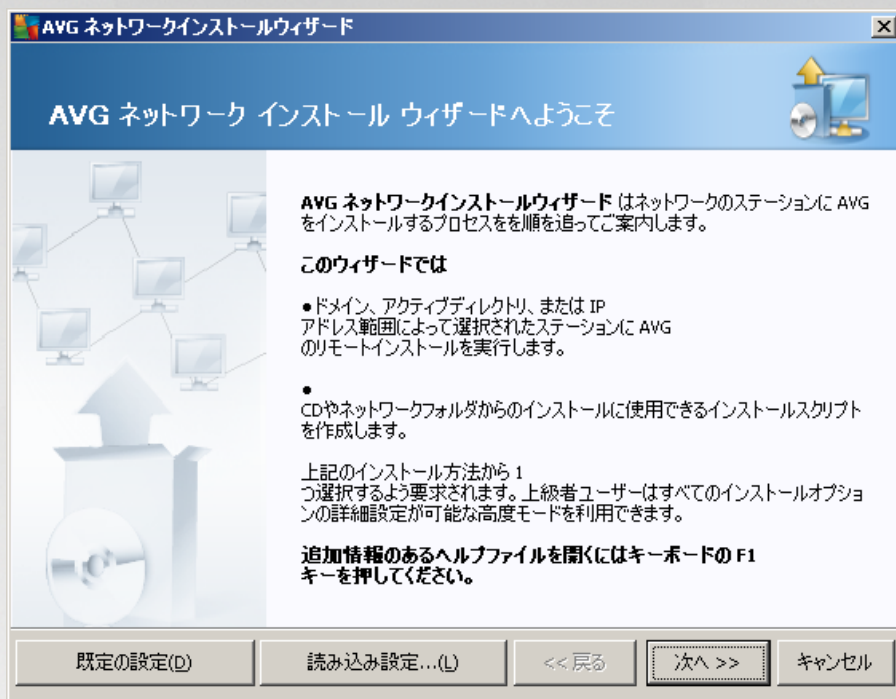 AVG ネットワークインストールウィザード
AVG ネットワーク インストール ウィザードへようこそ
AVG ネットワークインストールウィザード はネットワークのステーションに AVG
をインストールするプロセスをを順を追ってご案内します。
このウィザードでは
●ドメイン、アクティブディレクトリ、または IP
アドレス範囲によって選択されたステーションに AVG
のリモートインストールを実行します。
●
CDやネットワークフォルダからのインストールに使用できるインストールスクリプト
を作成します。
上記のインストール方法から 1
つ選択するよう要求されます。上級者ユーザーはすべてのインストールオプショ
ンの詳細設定が可能な高度モードを利用できます。
追加情報のあるヘルプファイルを開くにはキーボードの F1
キーを押してください。
既定の設定(D)
読み込み設定...(L)
<< 戻る
次へ >>
キャンセル